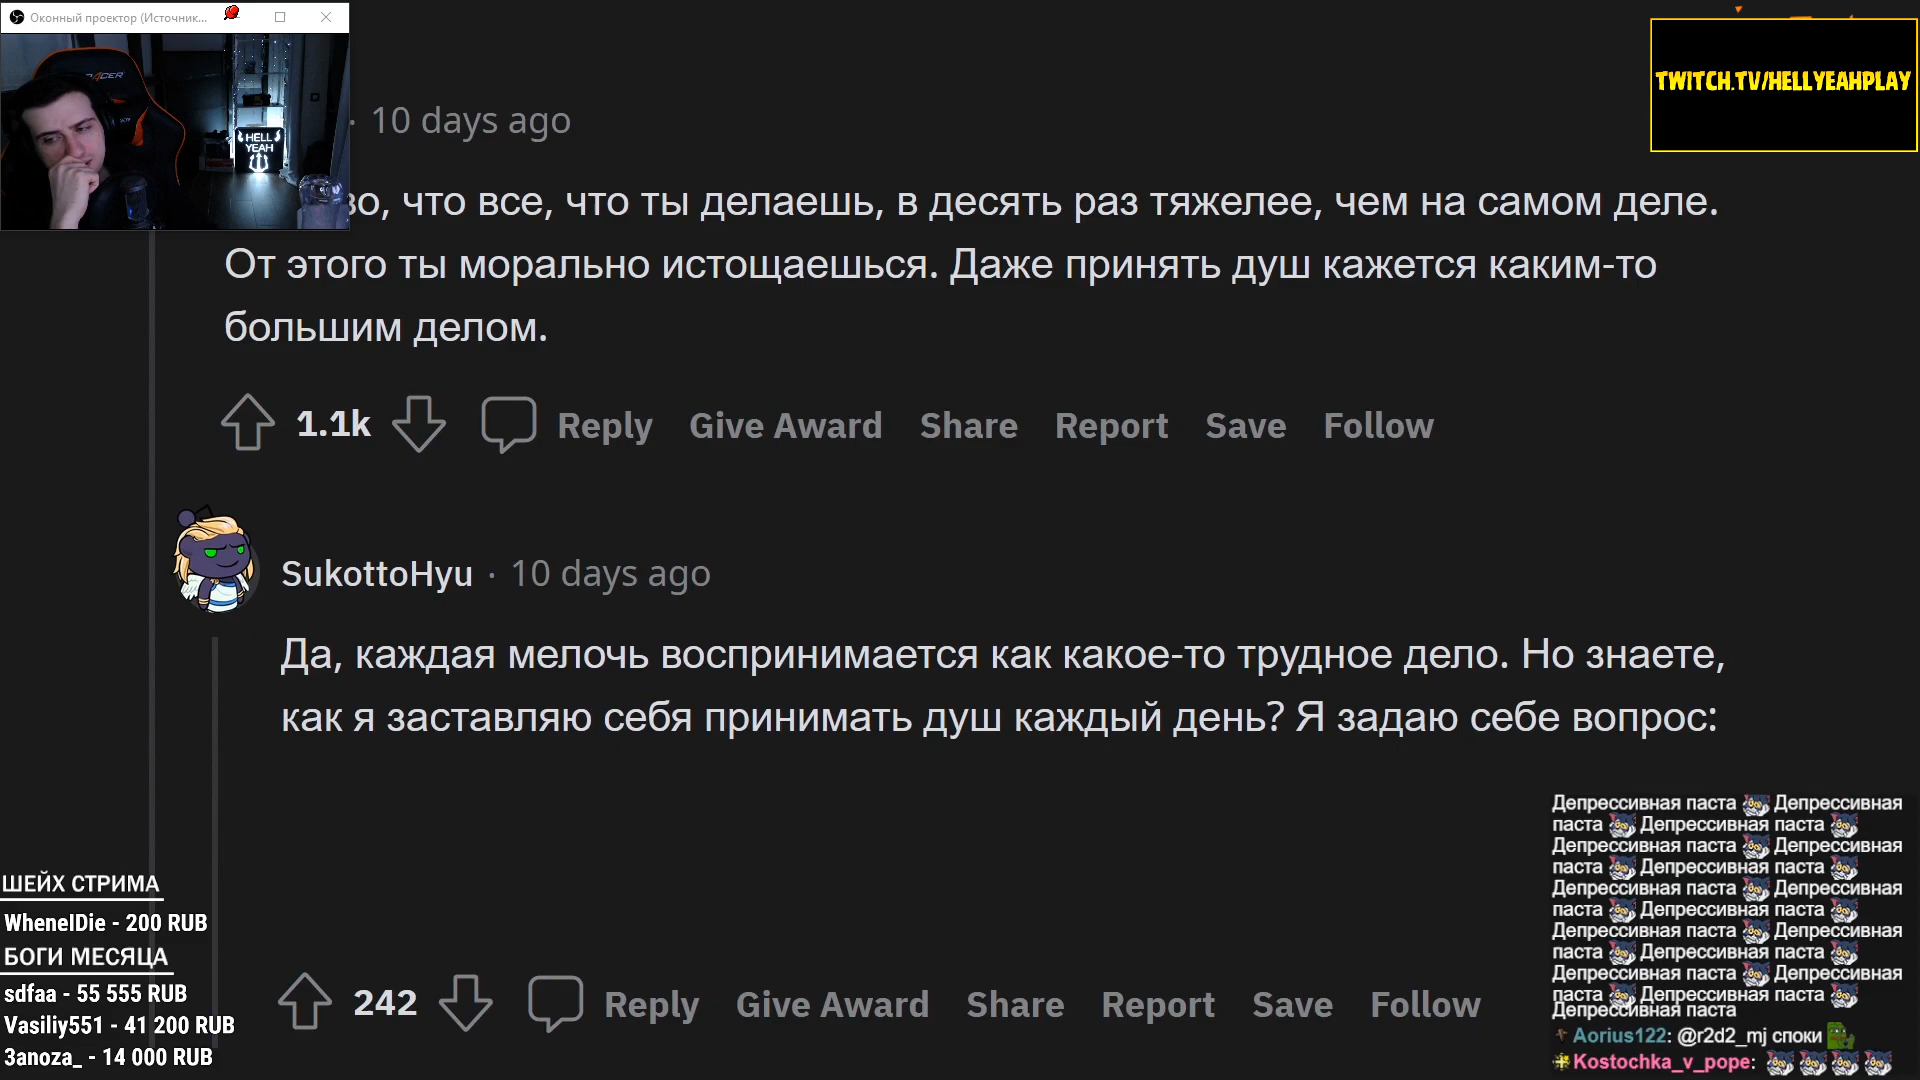 Оконный проектор (Источник...
TWITCH.TV/HELLYEAHPLAY
HELL
YEAH
· 10 days ago
во, что все, что ты делаешь, в десять раз тяжелее, чем на самом деле.
От этого ты морально истощаешься. Даже принять душ кажется каким-то
большим делом.
1.1k Reply Give Award Share Report Save Follow
SukottoHyu · 10 days ago
Да, каждая мелочь воспринимается как какое-то трудное дело. Но знаете,
как я заставляю себя принимать душ каждый день? Я задаю себе вопрос:
242 Reply Give Award Share Report Save Follow
ШЕЙХ СТРИМА
WhenelDie - 200 RUB
БОГИ МЕСЯЦА
sdfaa - 55 555 RUB
Vasiliy551 - 41 200 RUB
3anoza_ - 14 000 RUB
Депрессивная паста Депрессивная
паста Депрессивная паста
Депрессивная паста Депрессивная
паста Депрессивная паста
Депрессивная паста Депрессивная
паста Депрессивная паста
Депрессивная паста Депрессивная
паста Депрессивная паста
Депрессивная паста Депрессивная
паста Депрессивная паста
Депрессивная паста
Aorius122: @r2d2_mj споки
Kostochka_v_pope: